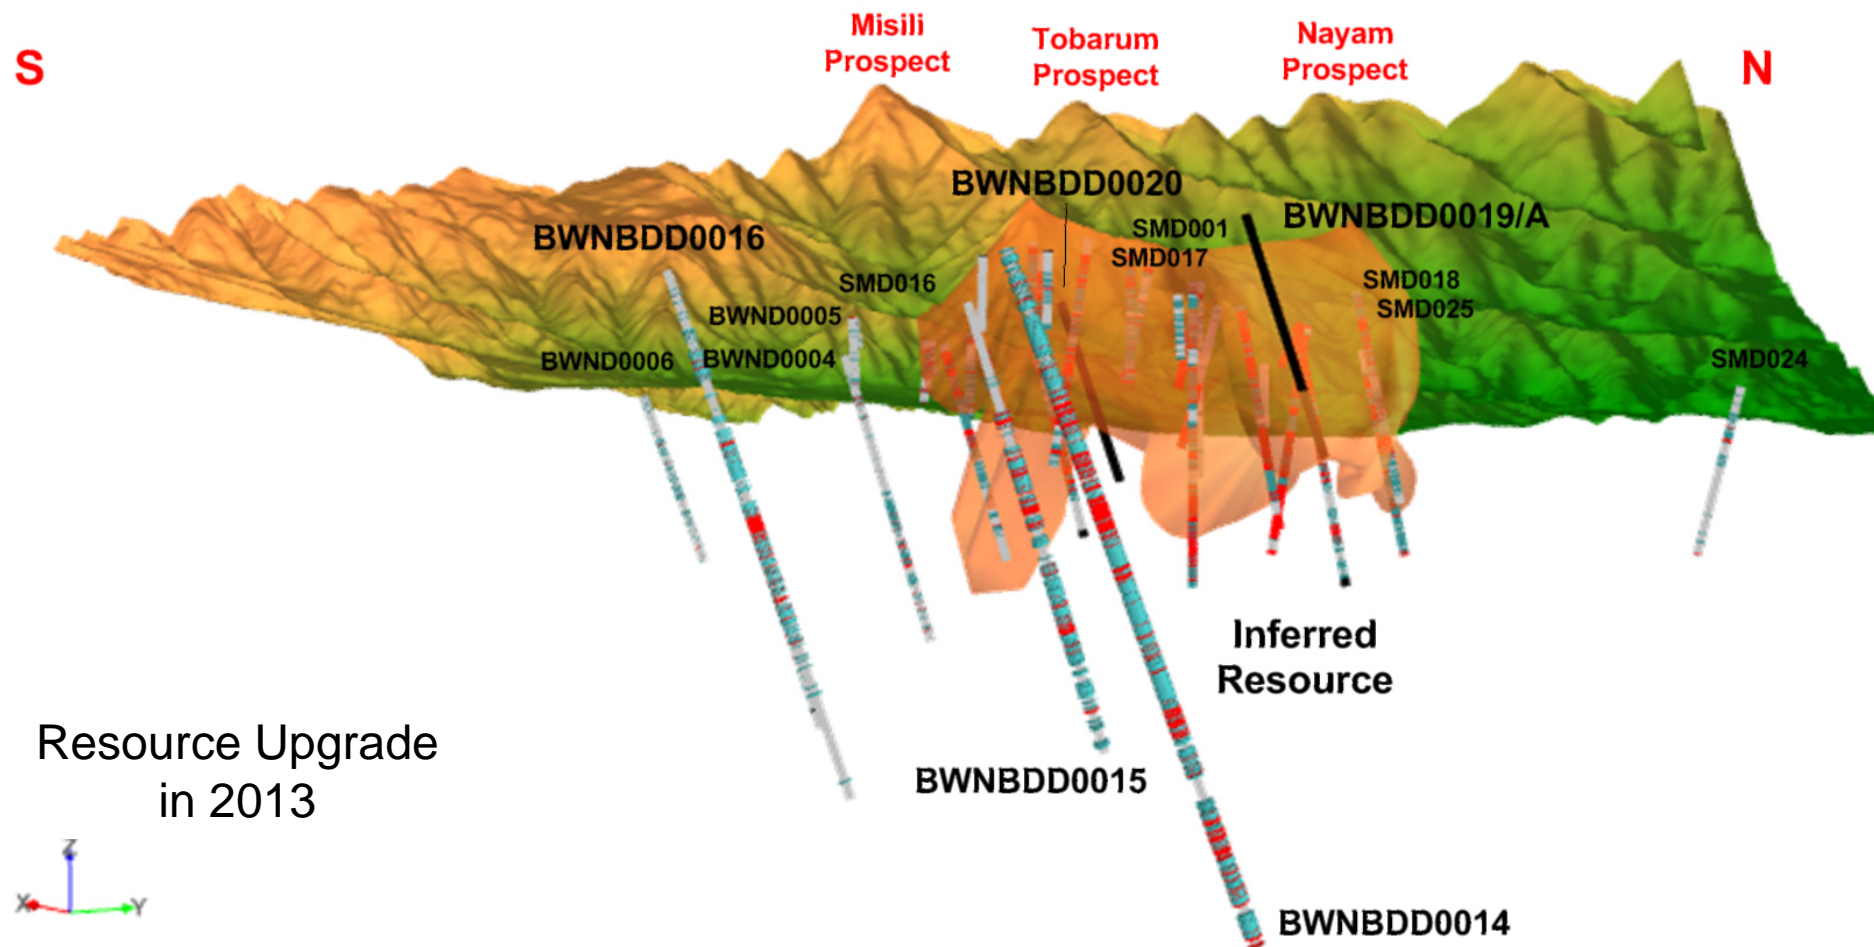 Misili
Prospect
Tobarum
Prospect
Nayam
Prospect
S
N
BWNBDD0020
BWNBDD0016
SMD001
BWNBDD0019/A
SMD017
SMD016
SMD018
SMD025
BWND0005
BWND0006
BWND0004
SMD024
Inferred
Resource
Resource Upgrade
in 2013
BWNBDD0015
BWNBDD0014
Z
X
Y